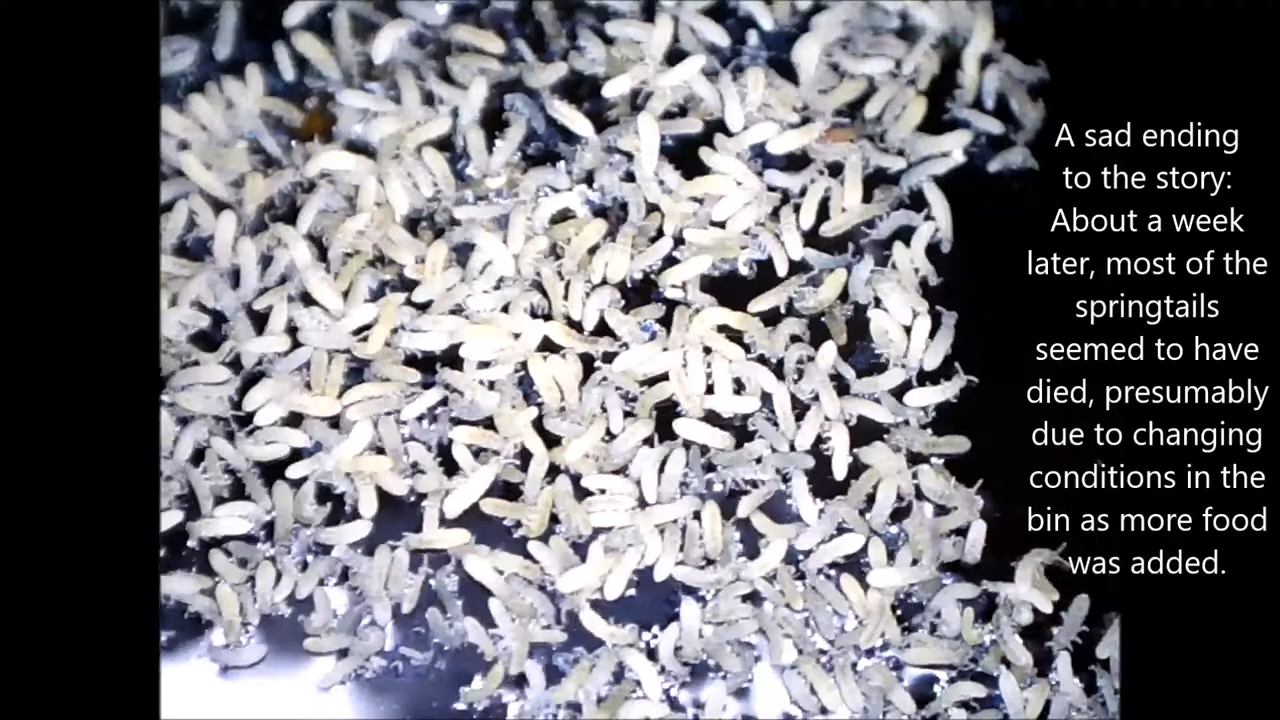 A sad ending
to the story:
About a week
later, most of the
springtails
seemed to have
died, presumably
due to changing
conditions in the
bin as more food
was added.